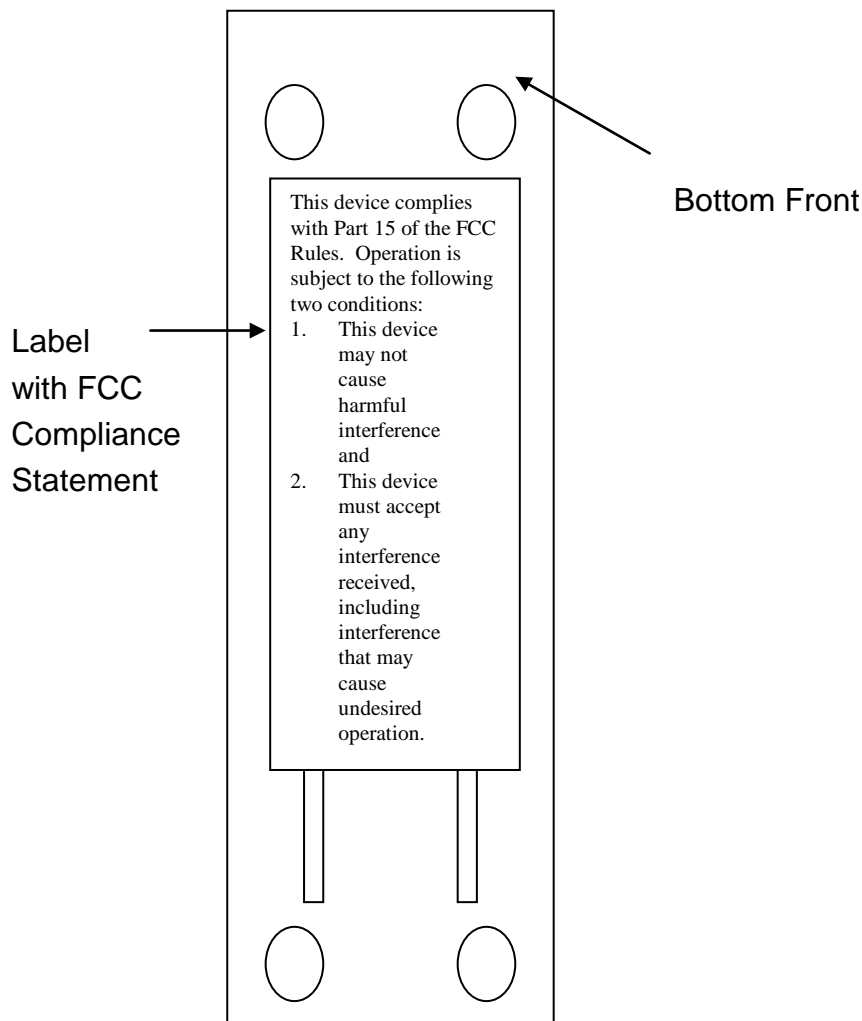 Bottom Front
This device complies
with Part 15 of the FCC
Rules.  Operation is
subject to the following
two conditions:
1. This device
may not
cause
harmful
interference
and
2. This device
must accept
any
interference
received,
including
interference
that may
cause
undesired
operation.
Label
with FCC
Compliance
Statement